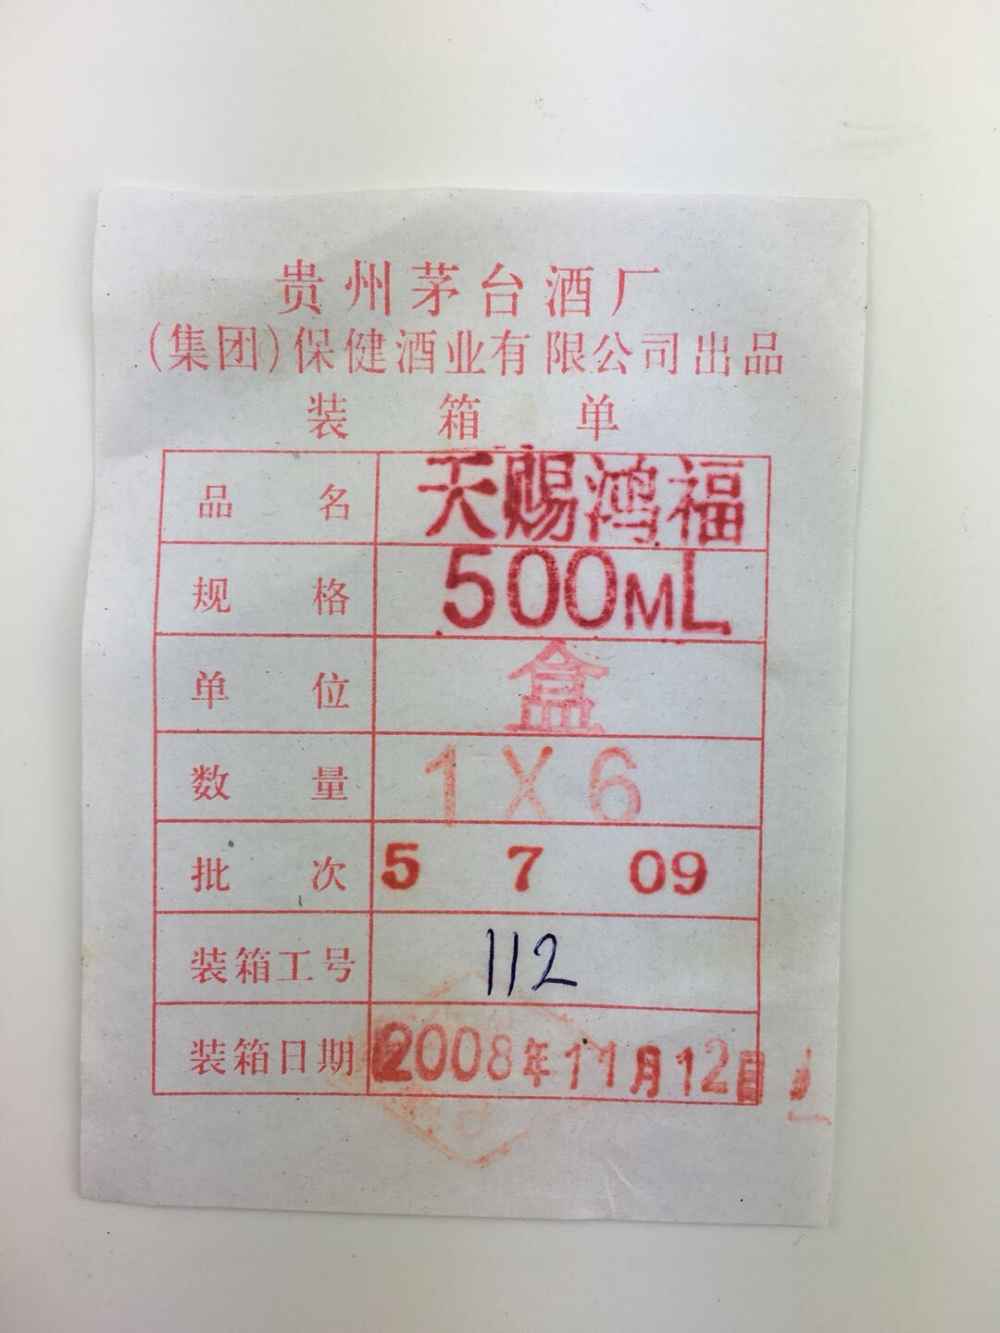 贵州茅台酒厂
(集团)保健酒业有限公司出品
装箱单
品名 天赐鸿福
规格 500ML
单位 盒
数量 1X6
批次 5 7 09
装箱工号 112
装箱日期 2008年11月12日